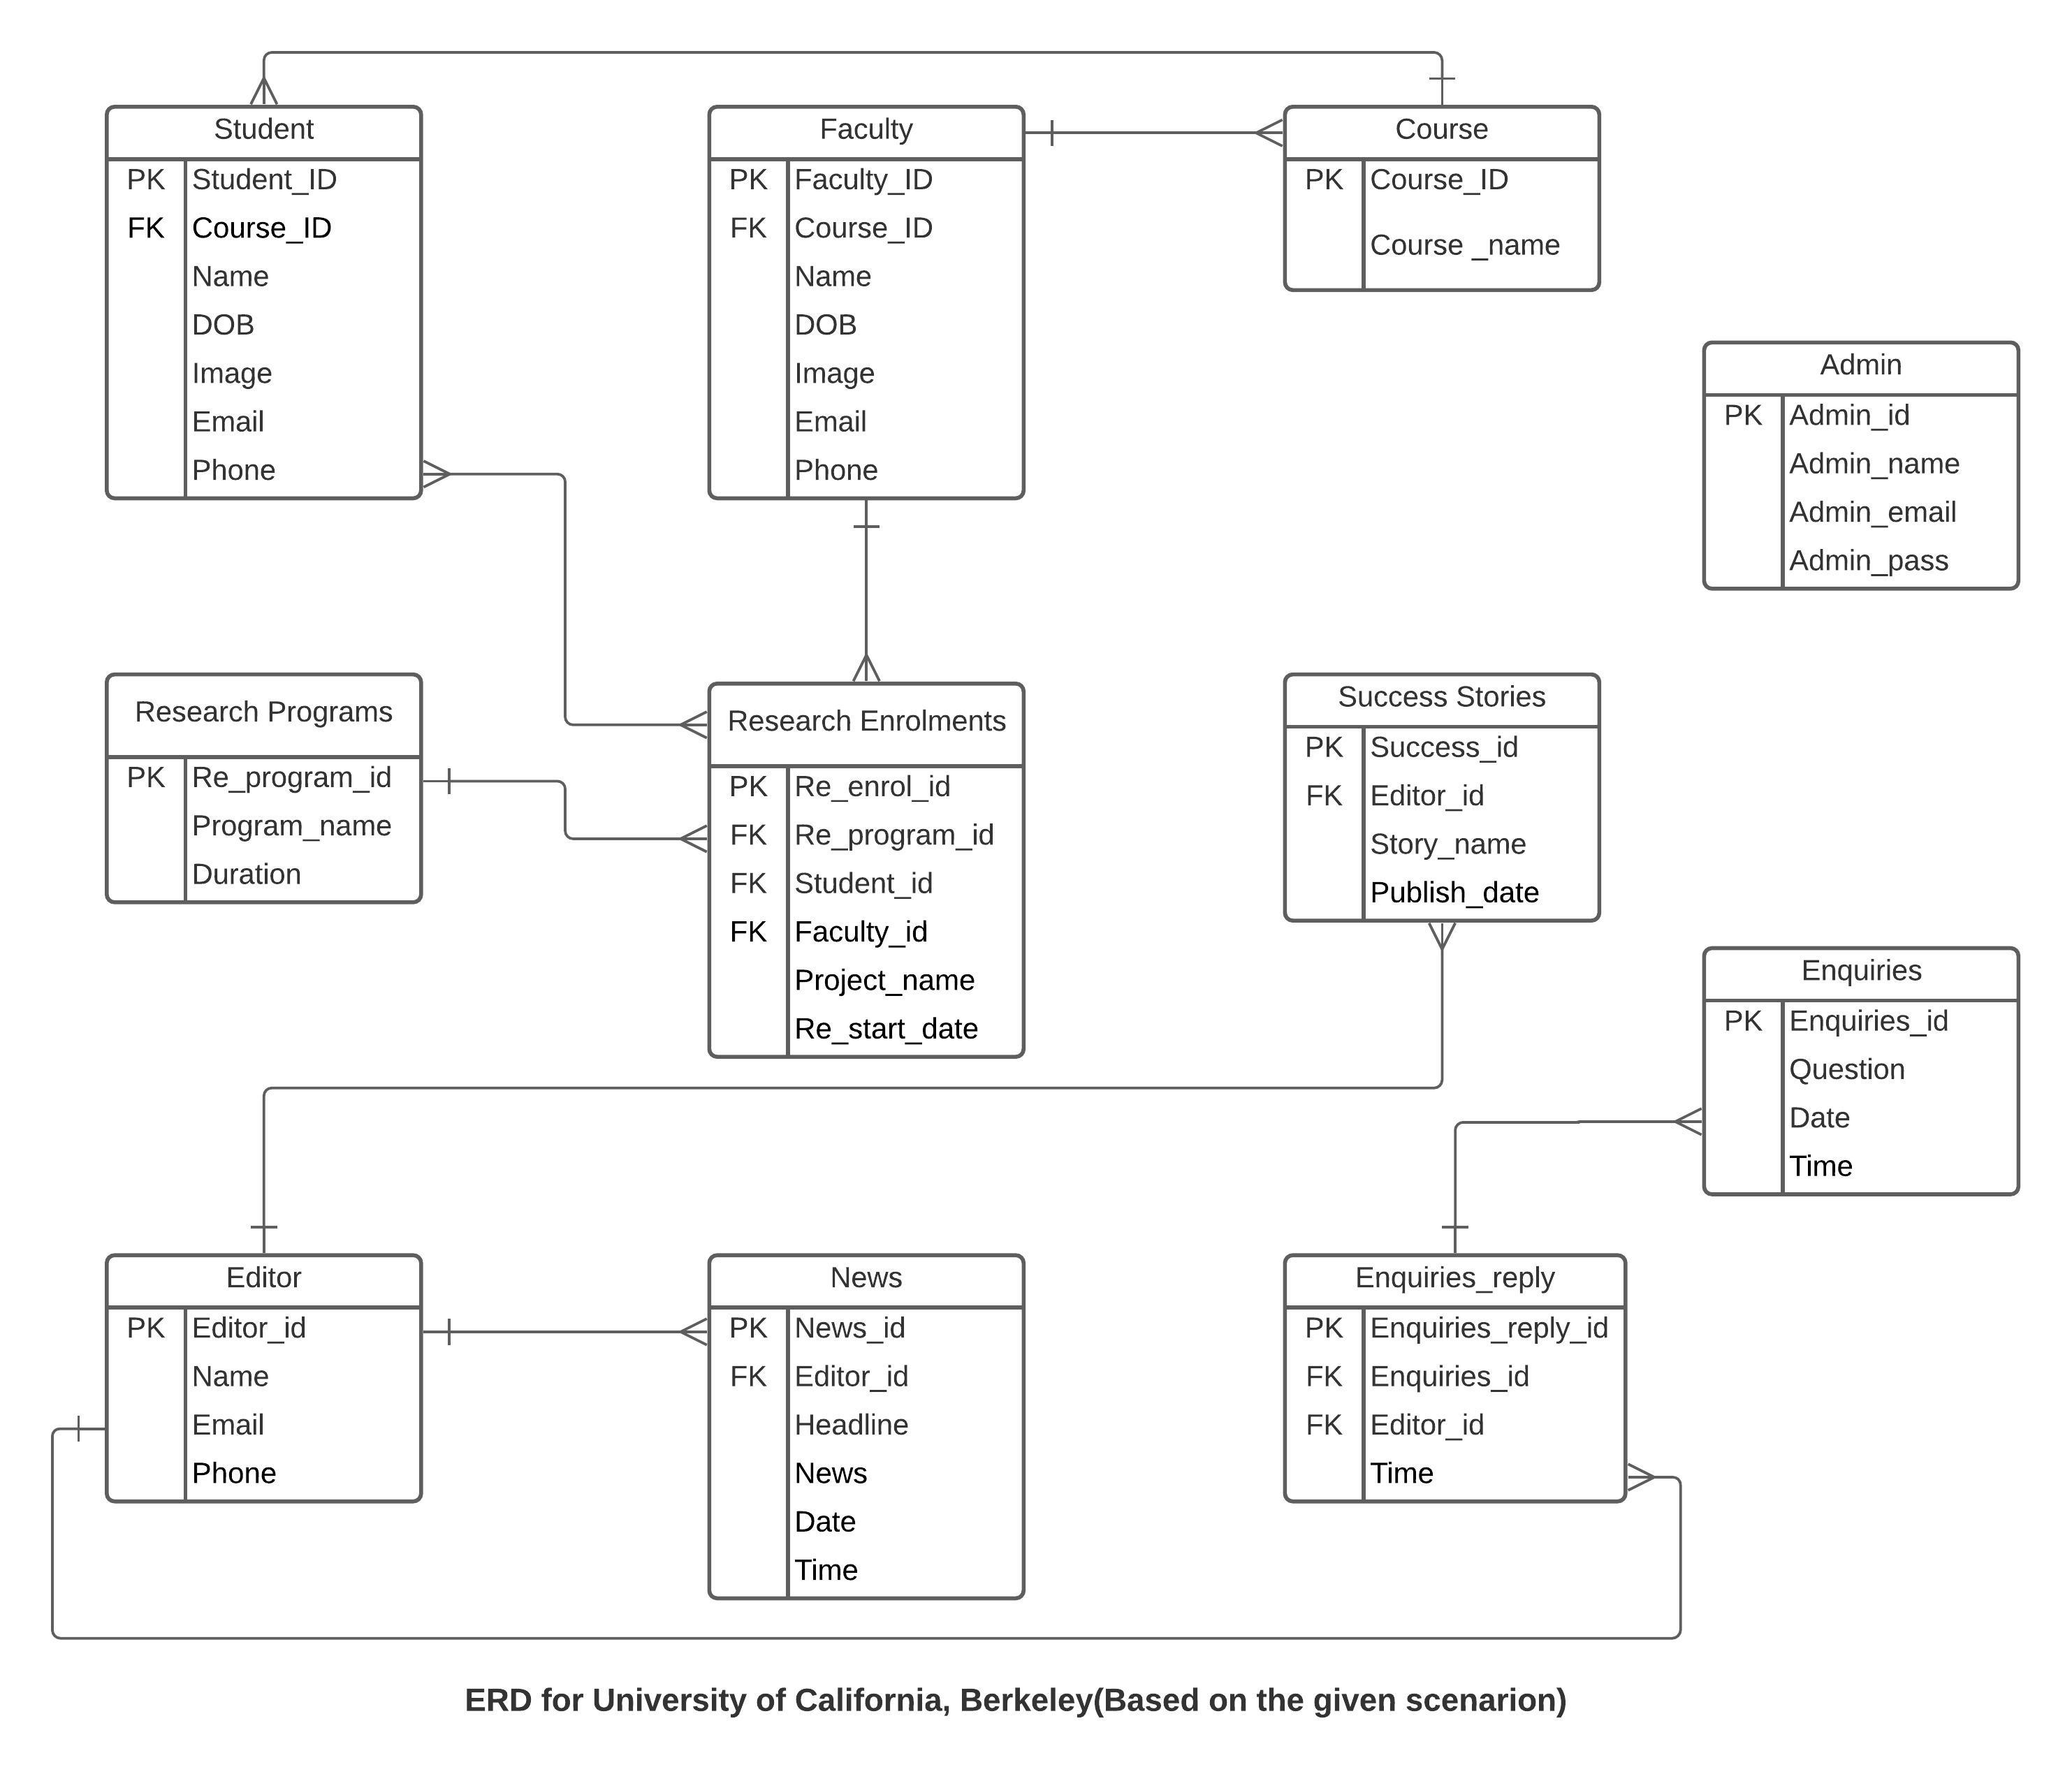 Student
PK Student_ID
FK Course_ID
Name
DOB
Image
Email
Phone
Faculty
PK Faculty_ID
FK Course_ID
Name
DOB
Image
Email
Phone
Course
PK Course_ID
Course _name
Admin
PK Admin_id
Admin_name
Admin_email
Admin_pass
Research Programs
PK Re_program_id
Program_name
Duration
Research Enrolments
PK Re_enrol_id
FK Re_program_id
FK Student_id
FK Faculty_id
Project_name
Re_start_date
Success Stories
PK Success_id
FK Editor_id
Story_name
Publish_date
Enquiries
PK Enquiries_id
Question
Date
Time
Editor
PK Editor_id
Name
Email
Phone
News
PK News_id
FK Editor_id
Headline
News
Date
Time
Enquiries_reply
PK Enquiries_reply_id
FK Enquiries_id
FK Editor_id
Time
ERD for University of California, Berkeley(Based on the given scenarion)